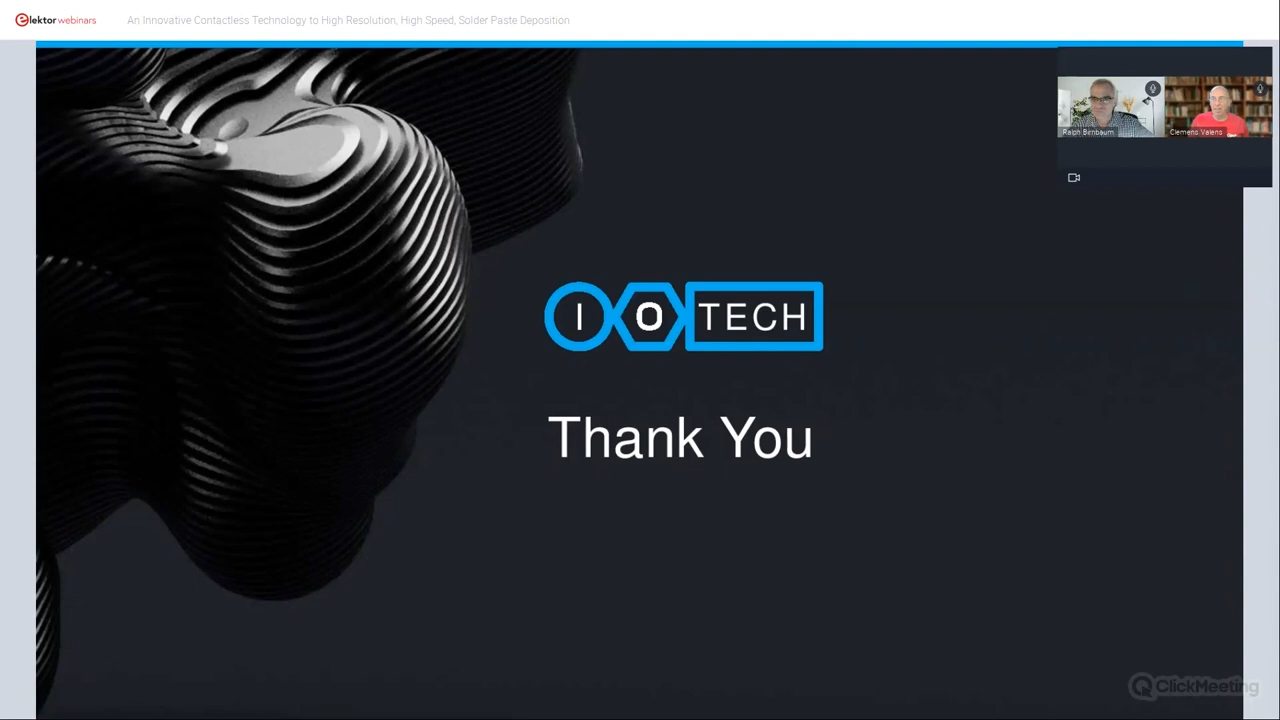 elektor webinars
An Innovative Contactless Technology to High Resolution, High Speed, Solder Paste Deposition
Ralph Birnbaum
Clemens Valens
I O TECH
Thank You
ClickMeeting